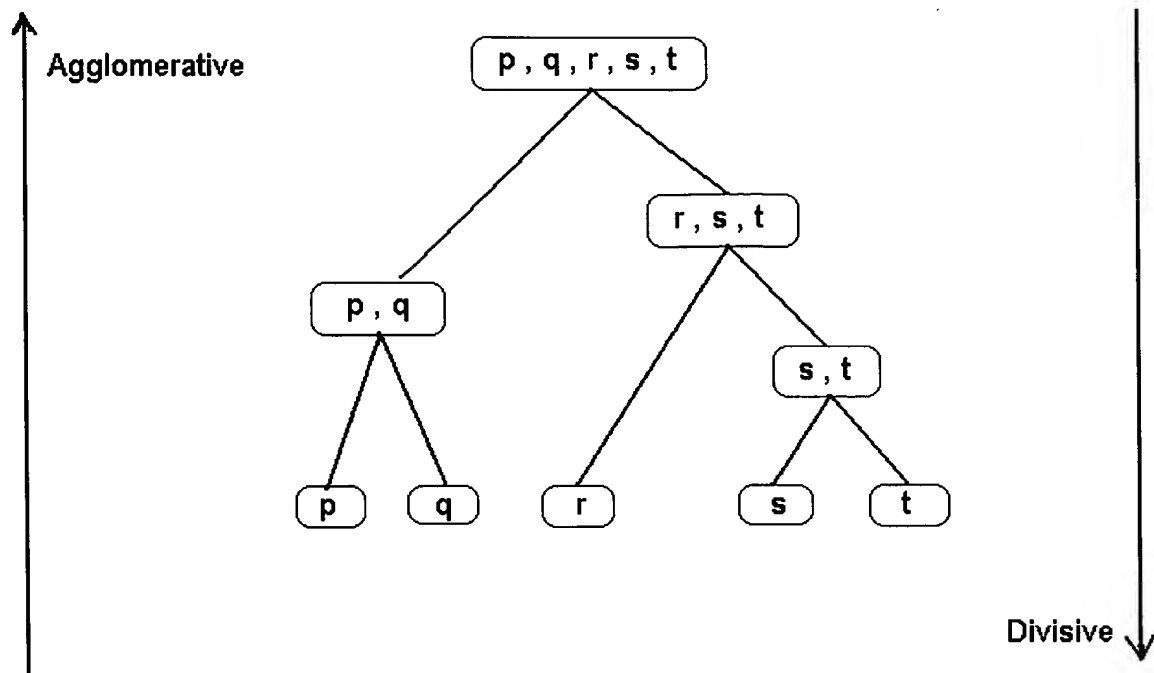 Agglomerative
p , q , r , s , t
r , s , t
p , q
s , t
p
q
r
s
t
Divisive